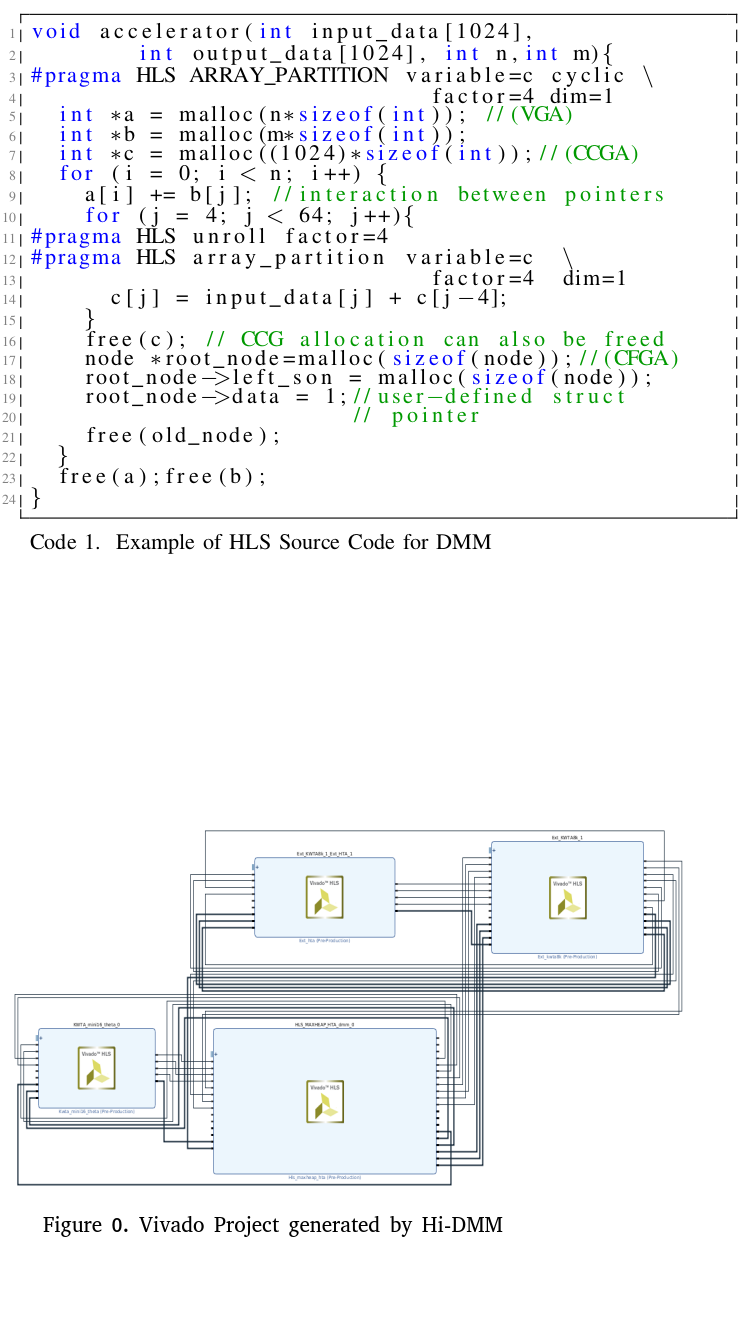 1 void accelerator(int input_data[1024],
2 int output_data[1024], int n,int m){
3 #pragma HLS ARRAY_PARTITION variable=c cyclic \
4 factor=4 dim=1
5 int *a = malloc(n*sizeof(int)); //(VGA)
6 int *b = malloc(m*sizeof(int));
7 int *c = malloc((1024)*sizeof(int)); //(CCGA)
8 for (i = 0; i < n; i++) {
9 a[i] += b[j]; //interaction between pointers
10 for (j = 4; j < 64; j++){
11 #pragma HLS unroll factor=4
12 #pragma HLS array_partition variable=c \
13 factor=4 dim=1
14 c[j] = input_data[j] + c[j-4];
15 }
16 free(c); // CCG allocation can also be freed
17 node *root_node=malloc(sizeof(node)); //(CFGA)
18 root_node->left_son = malloc(sizeof(node));
19 root_node->data = 1; //user-defined struct
20 // pointer
21 free(old_node);
22 }
23 free(a);free(b);
24 }
Code 1. Example of HLS Source Code for DMM
Ext_KWTA8k_1
Ext_KWTA8k_1_Ext_HTA_1
Vivado™ HLS
Vivado™ HLS
Ext_hta (Pre-Production)
Ext_kwta8k (Pre-Production)
KWTA_mini16_theta_0
HLS_MAXHEAP_HTA_dmm_0
Vivado™ HLS
Vivado™ HLS
Kwta_mini16_theta (Pre-Production)
Hls_maxheap_hta (Pre-Production)
Figure 0. Vivado Project generated by Hi-DMM